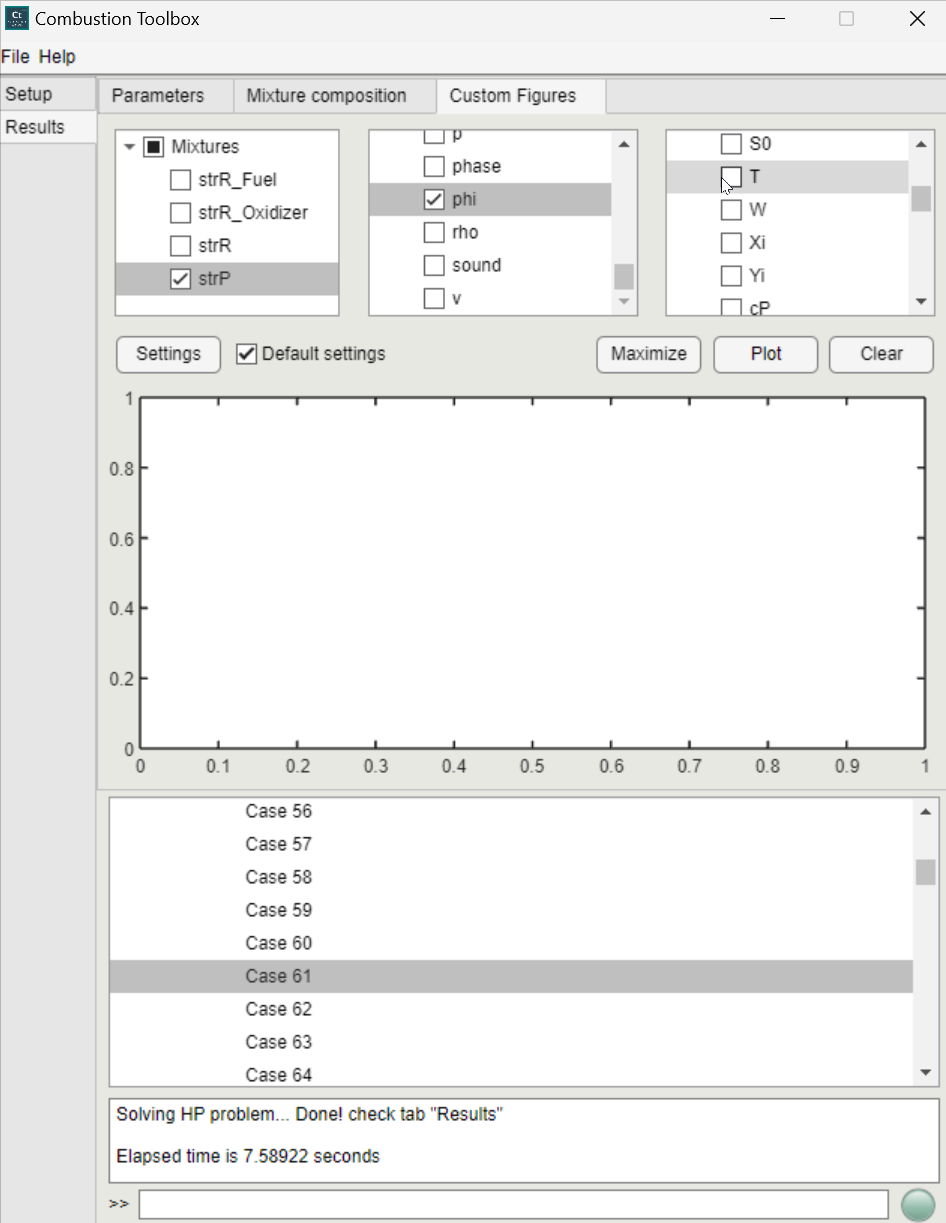 Ct Combustion Toolbox
File Help
Setup
Results
Parameters Mixture composition Custom Figures
Mixtures
strR_Fuel
strR_Oxidizer
strR
strP
p
phase
phi
rho
sound
v
S0
T
W
Xi
Yi
cP
Settings Default settings Maximize Plot Clear
1
0.8
0.6
0.4
0.2
0
0 0.1 0.2 0.3 0.4 0.5 0.6 0.7 0.8 0.9 1
Case 56
Case 57
Case 58
Case 59
Case 60
Case 61
Case 62
Case 63
Case 64
Solving HP problem... Done! check tab "Results"
Elapsed time is 7.58922 seconds
>>